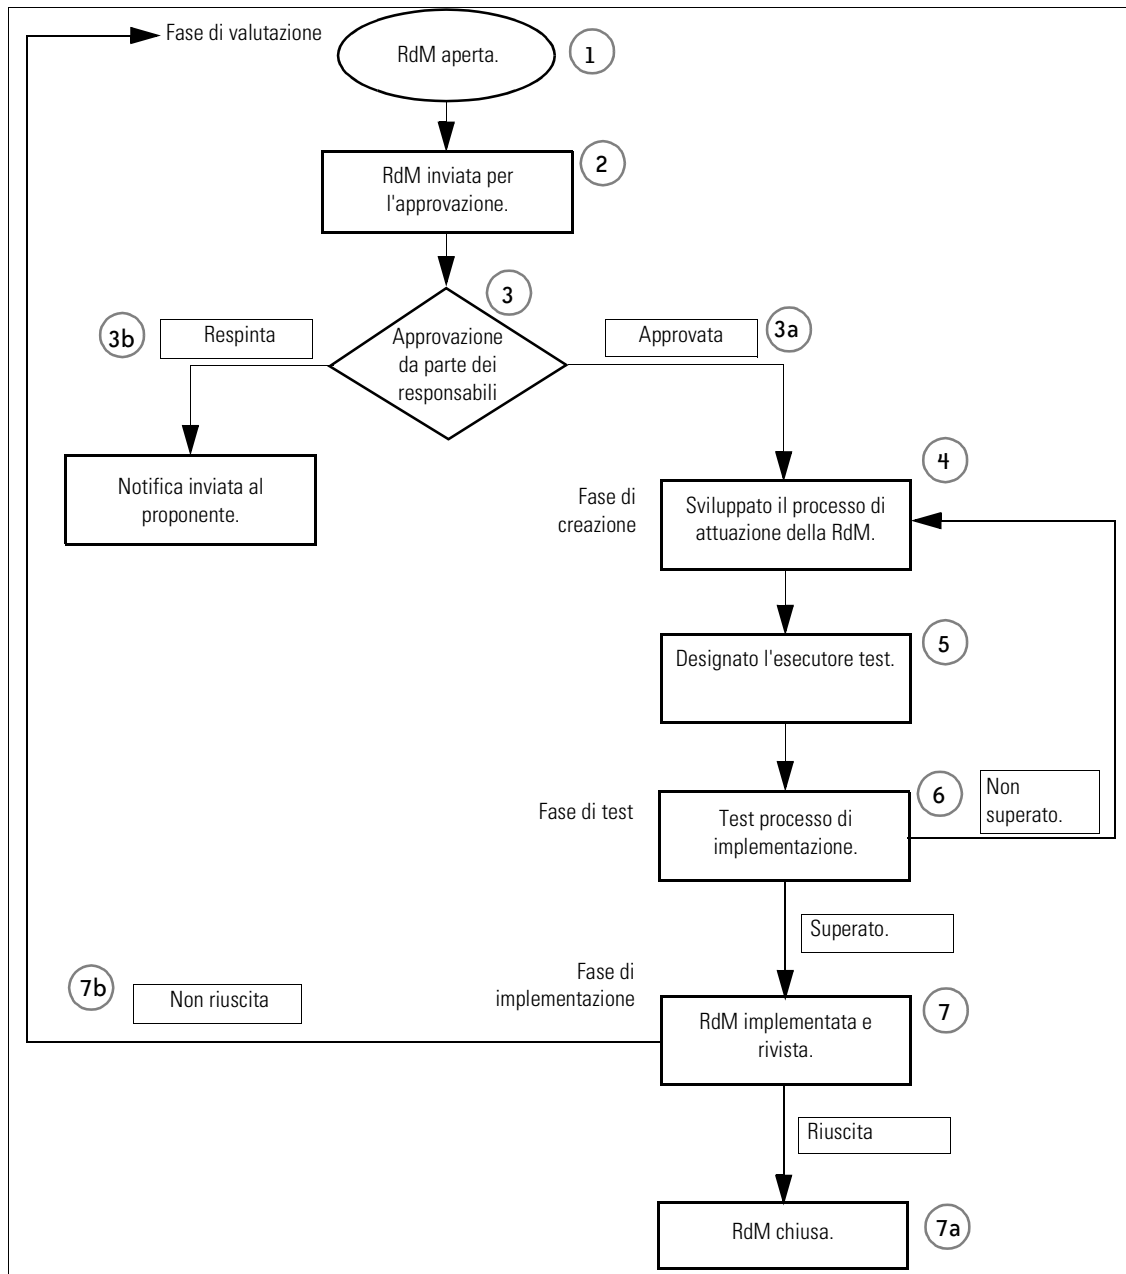 Fase di valutazione
RdM aperta.
1
RdM inviata per
l'approvazione.
2
3
3b
Respinta
Approvata
3a
Approvazione
da parte dei
responsabili
Notifica inviata al
proponente.
4
Fase di
creazione
Sviluppato il processo di
attuazione della RdM.
5
Designato l'esecutore test.
6
Non
superato.
Fase di test
Test processo di
implementazione.
Superato.
7b
Non riuscita
Fase di
implementazione
7
RdM implementata e
rivista.
Riuscita
RdM chiusa.
7a